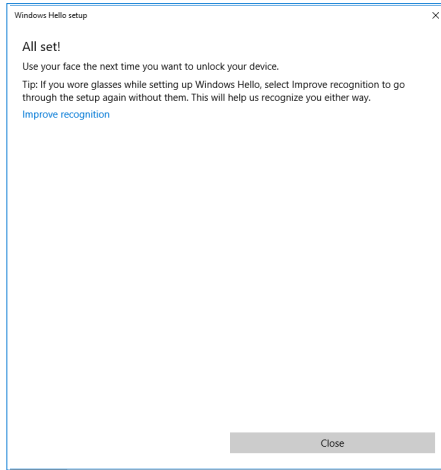 Windows Hello setup
All set!
Use your face the next time you want to unlock your device.
Tip: If you wore glasses while setting up Windows Hello, select Improve recognition to go
through the setup again without them. This will help us recognize you either way.
Improve recognition
Close